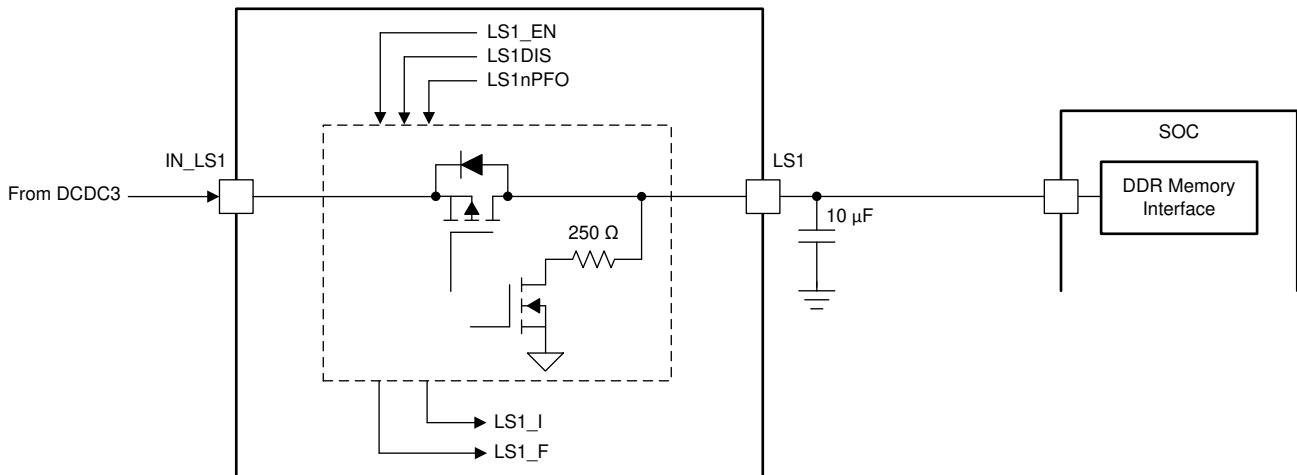 LS1_EN
LS1DIS
LS1nPFO
SOC
IN_LS1
LS1
From DCDC3
DDR Memory
Interface
10 µF
250 Ω
LS1_I
LS1_F